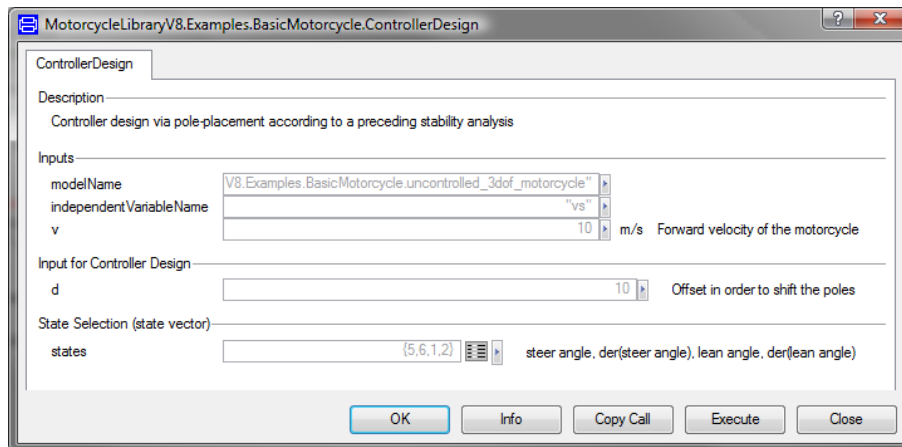 MotorcycleLibraryV8.Examples.BasicMotorcycle.ControllerDesign
?
ControllerDesign
Description
Controller design via pole-placement according to a preceding stability analysis
Inputs
modelName V8.Examples.BasicMotorcycle.uncontrolled_3dof_motorcycle"
independentVariableName "vs"
v 10 m/s Forward velocity of the motorcycle
Input for Controller Design
d 10 Offset in order to shift the poles
State Selection (state vector)
states {5,6,1,2} steer angle, der(steer angle), lean angle, der(lean angle)
OK Info Copy Call Execute Close